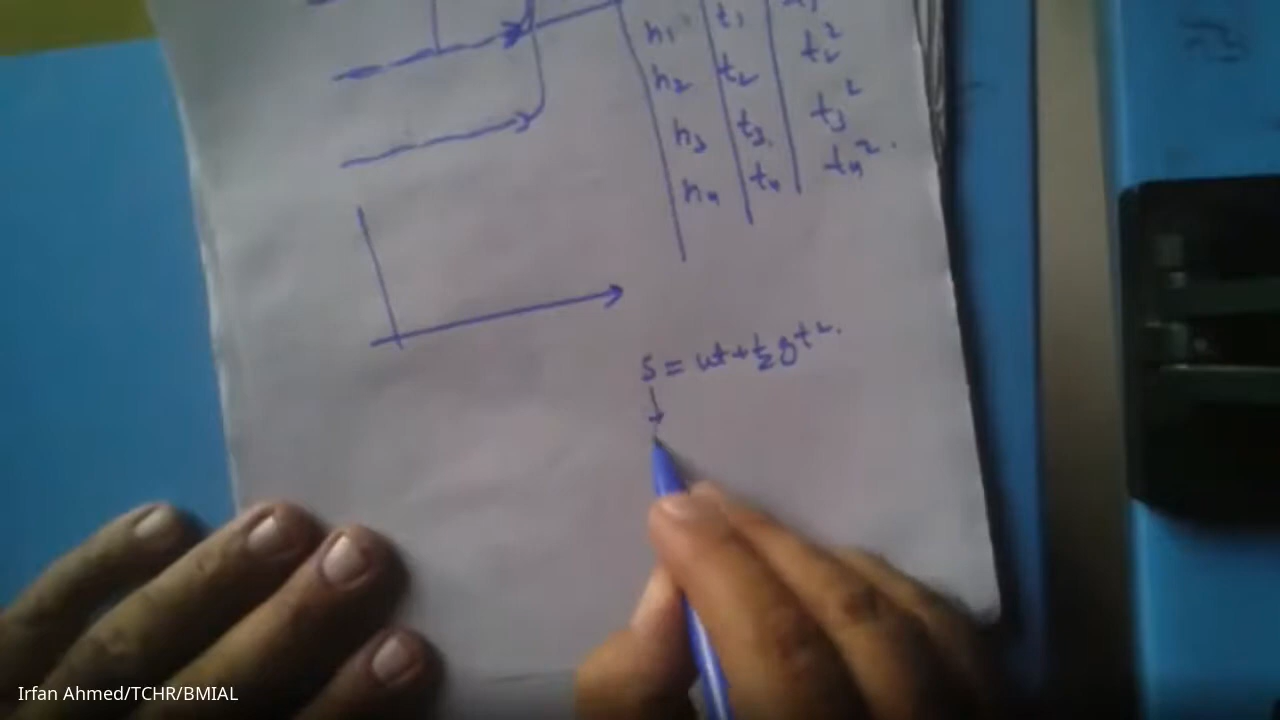 h₁ t₁ t₁²
h₂ t₂ t₂²
h₃ t₃ t₃²
h₄ t₄ t₄².
S = ut + ½gt².
Irfan Ahmed/TCHR/BMIAL